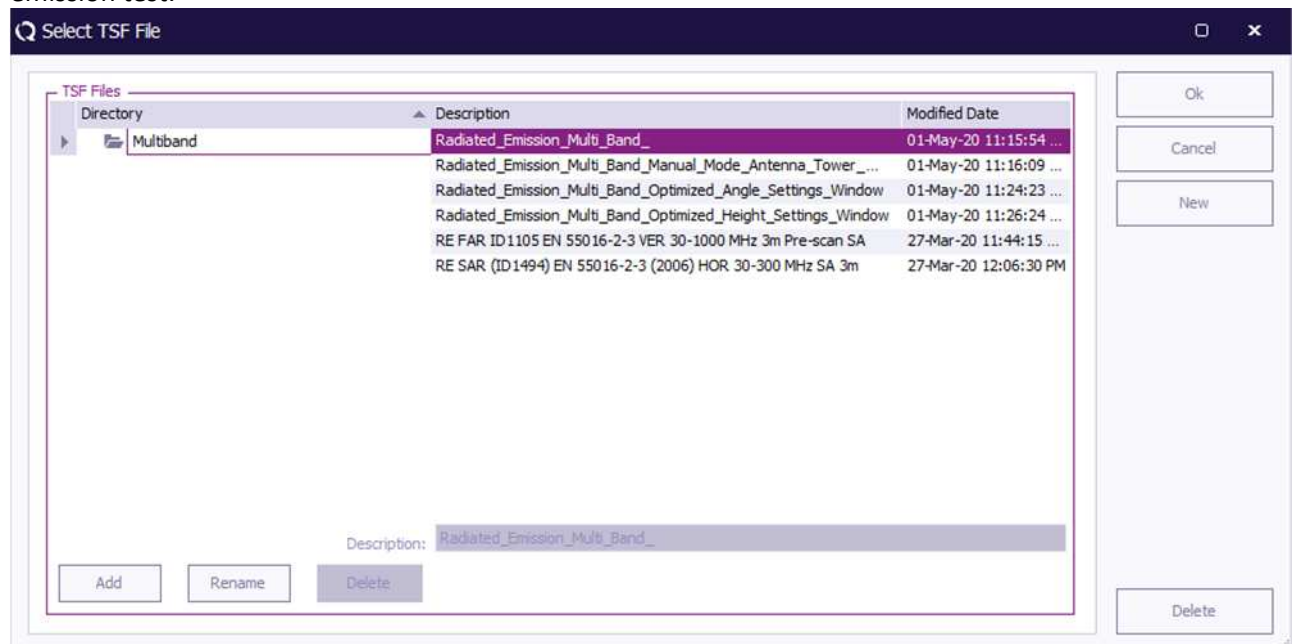 emission test.
Select TSF File
TSF Files
Directory Description Modified Date
Multiband Radiated_Emission_Multi_Band_ 01-May-20 11:15:54 ...
Radiated_Emission_Multi_Band_Manual_Mode_Antenna_Tower_... 01-May-20 11:16:09 ...
Radiated_Emission_Multi_Band_Optimized_Angle_Settings_Window 01-May-20 11:24:23 ...
Radiated_Emission_Multi_Band_Optimized_Height_Settings_Window 01-May-20 11:26:24 ...
RE FAR ID1105 EN 55016-2-3 VER 30-1000 MHz 3m Pre-scan SA 27-Mar-20 11:44:15 ...
RE SAR (ID1494) EN 55016-2-3 (2006) HOR 30-300 MHz SA 3m 27-Mar-20 12:06:30 PM
Description: Radiated_Emission_Multi_Band_
Add Rename Delete
Ok
Cancel
New
Delete